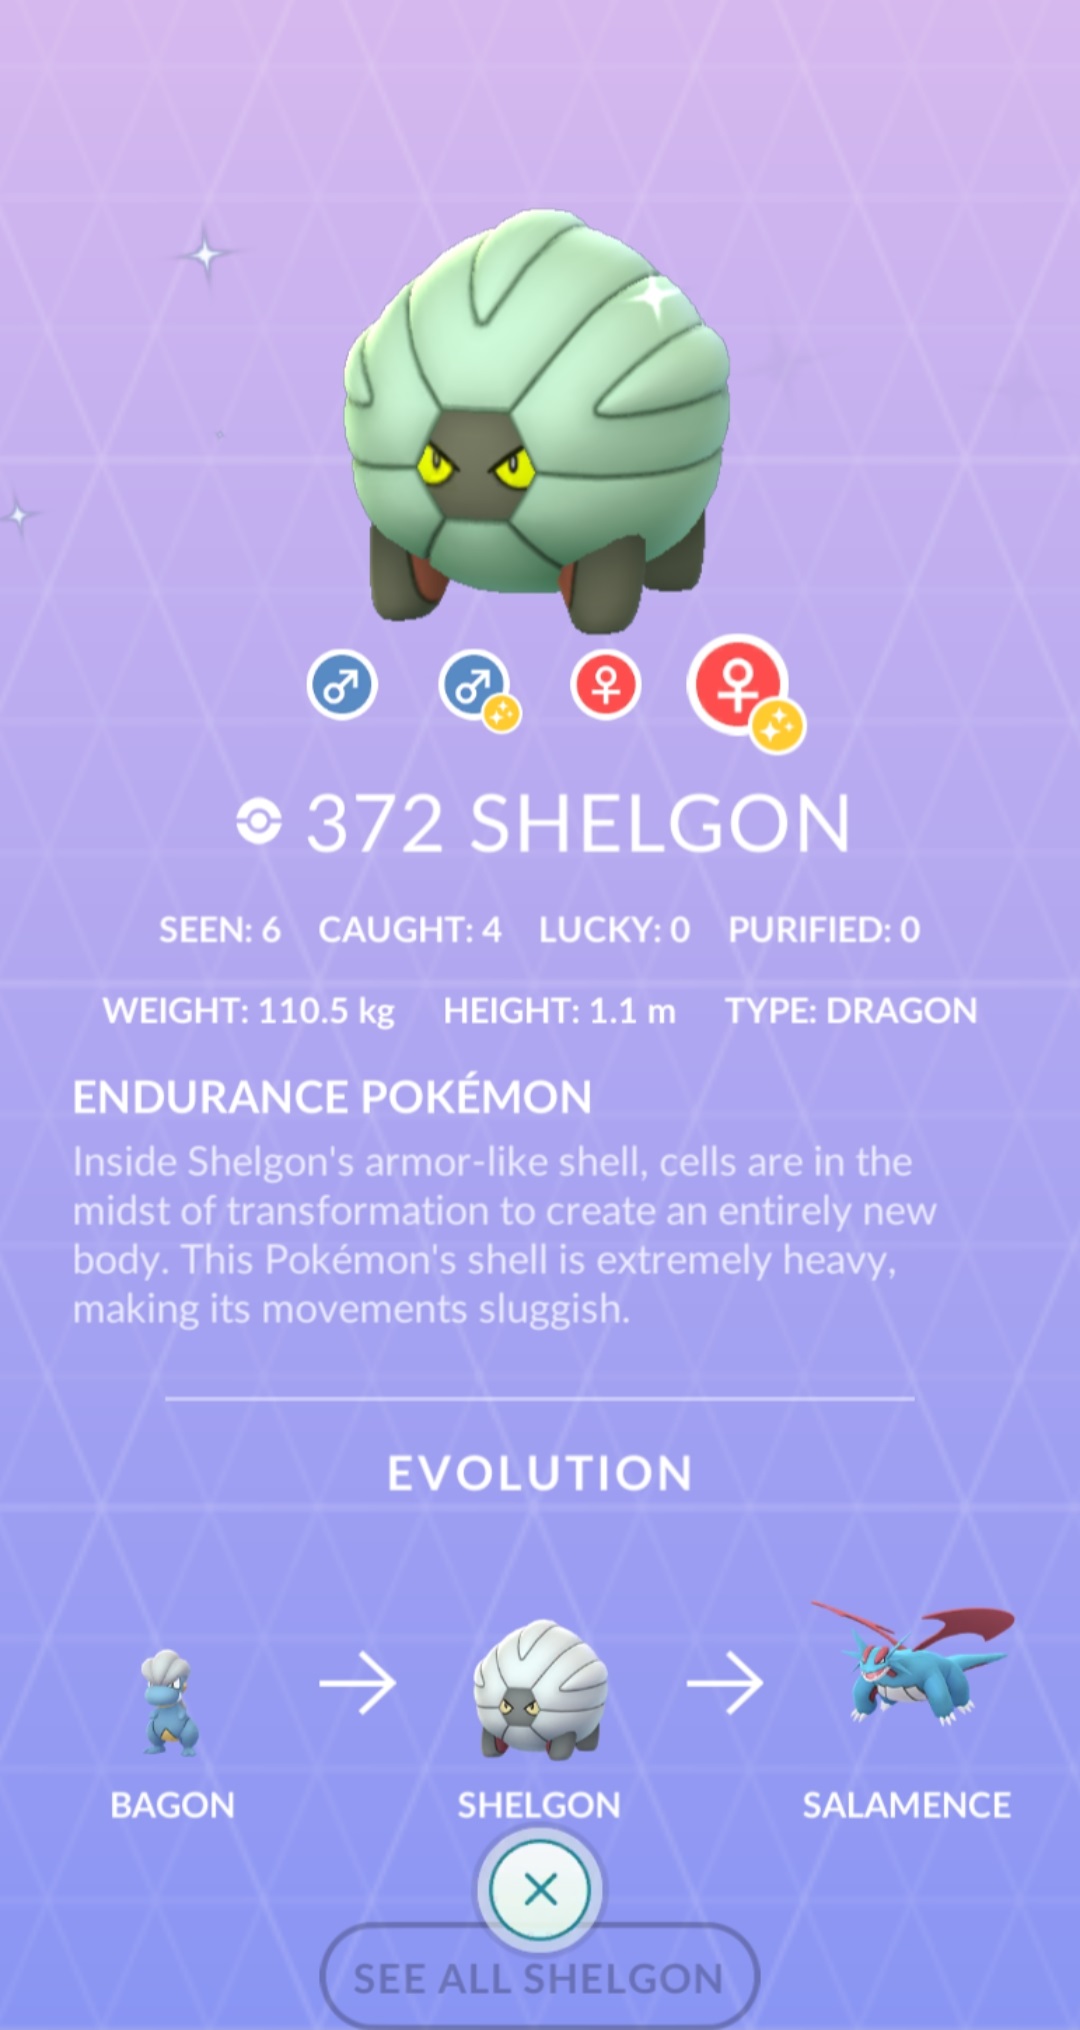 372 SHELGON
SEEN: 6 CAUGHT: 4 LUCKY: 0 PURIFIED: 0
WEIGHT: 110.5 kg HEIGHT: 1.1 m TYPE: DRAGON
ENDURANCE POKÉMON
Inside Shelgon's armor-like shell, cells are in the
midst of transformation to create an entirely new
body. This Pokémon's shell is extremely heavy,
making its movements sluggish.
EVOLUTION
BAGON SHELGON SALAMENCE
SEE ALL SHELGON